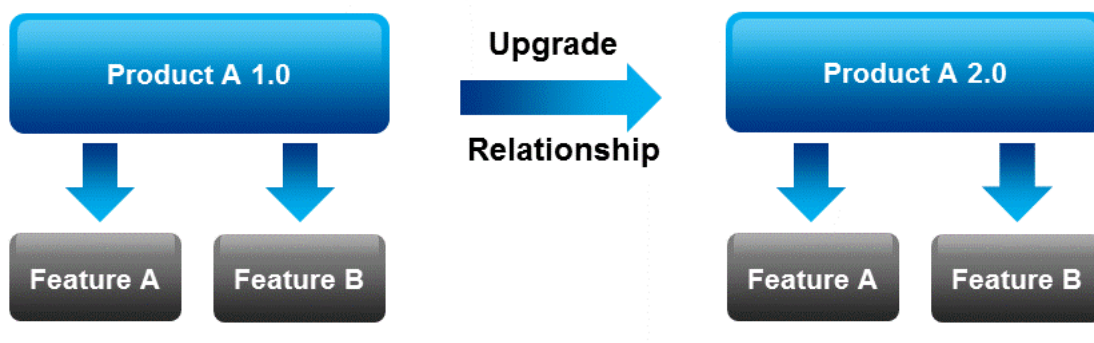 Product A 1.0
Upgrade
Relationship
Product A 2.0
Feature A
Feature B
Feature A
Feature B